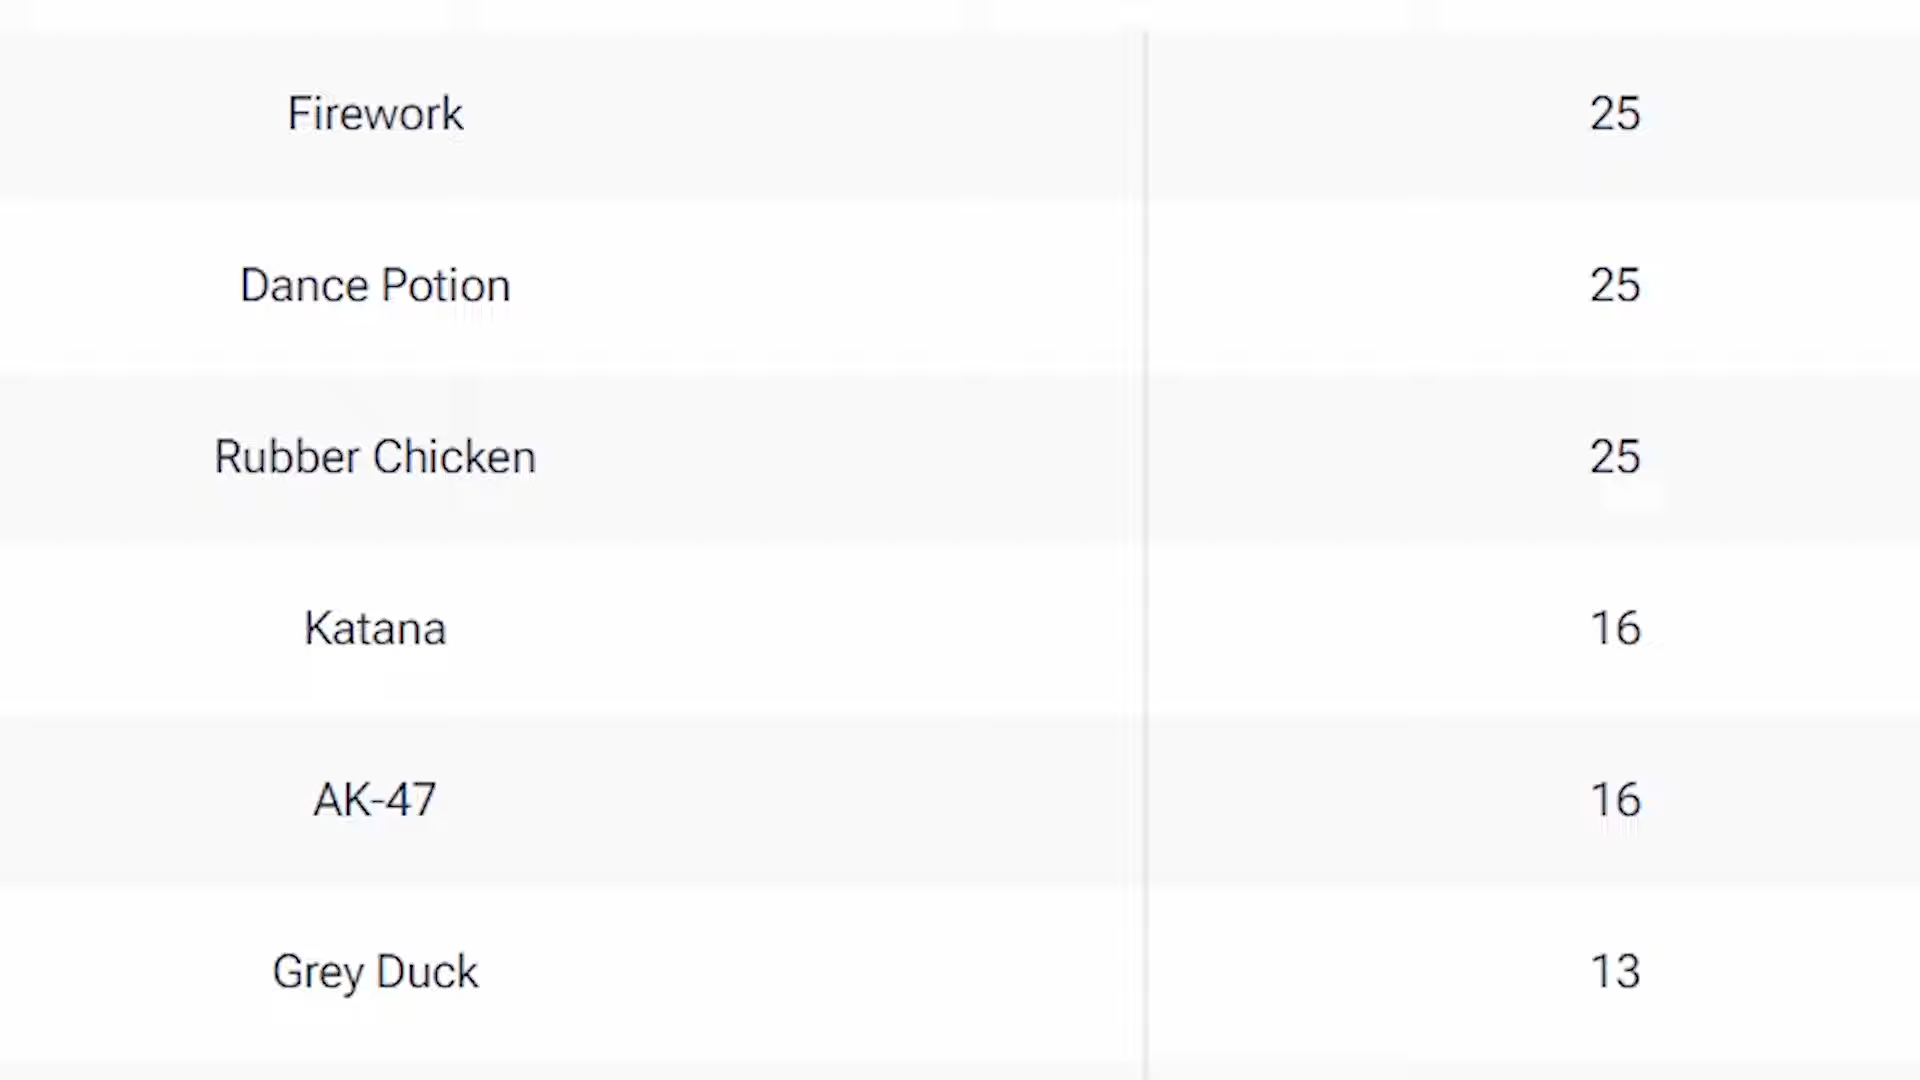 Firework 25
Dance Potion 25
Rubber Chicken 25
Katana 16
AK-47 16
Grey Duck 13